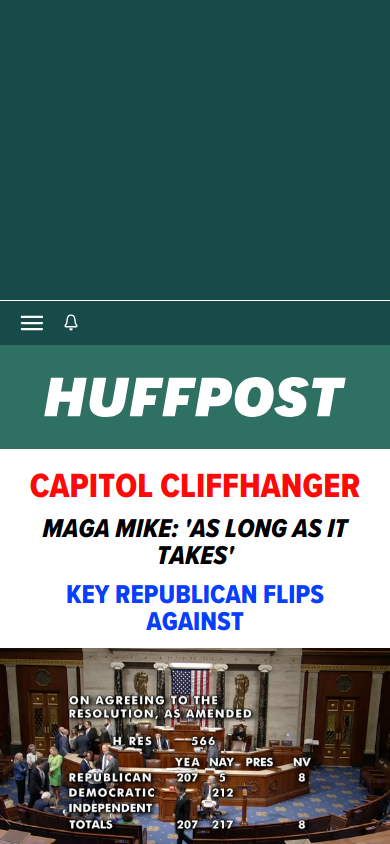 HUFFPOST
CAPITOL CLIFFHANGER
MAGA MIKE: 'AS LONG AS IT
TAKES'
KEY REPUBLICAN FLIPS
AGAINST
ON AGREEING TO THE
RESOLUTION, AS AMENDED
H RES 566
YEA NAY PRES NV
REPUBLICAN 207 5 8
DEMOCRATIC 212
INDEPENDENT
TOTALS 207 217 8